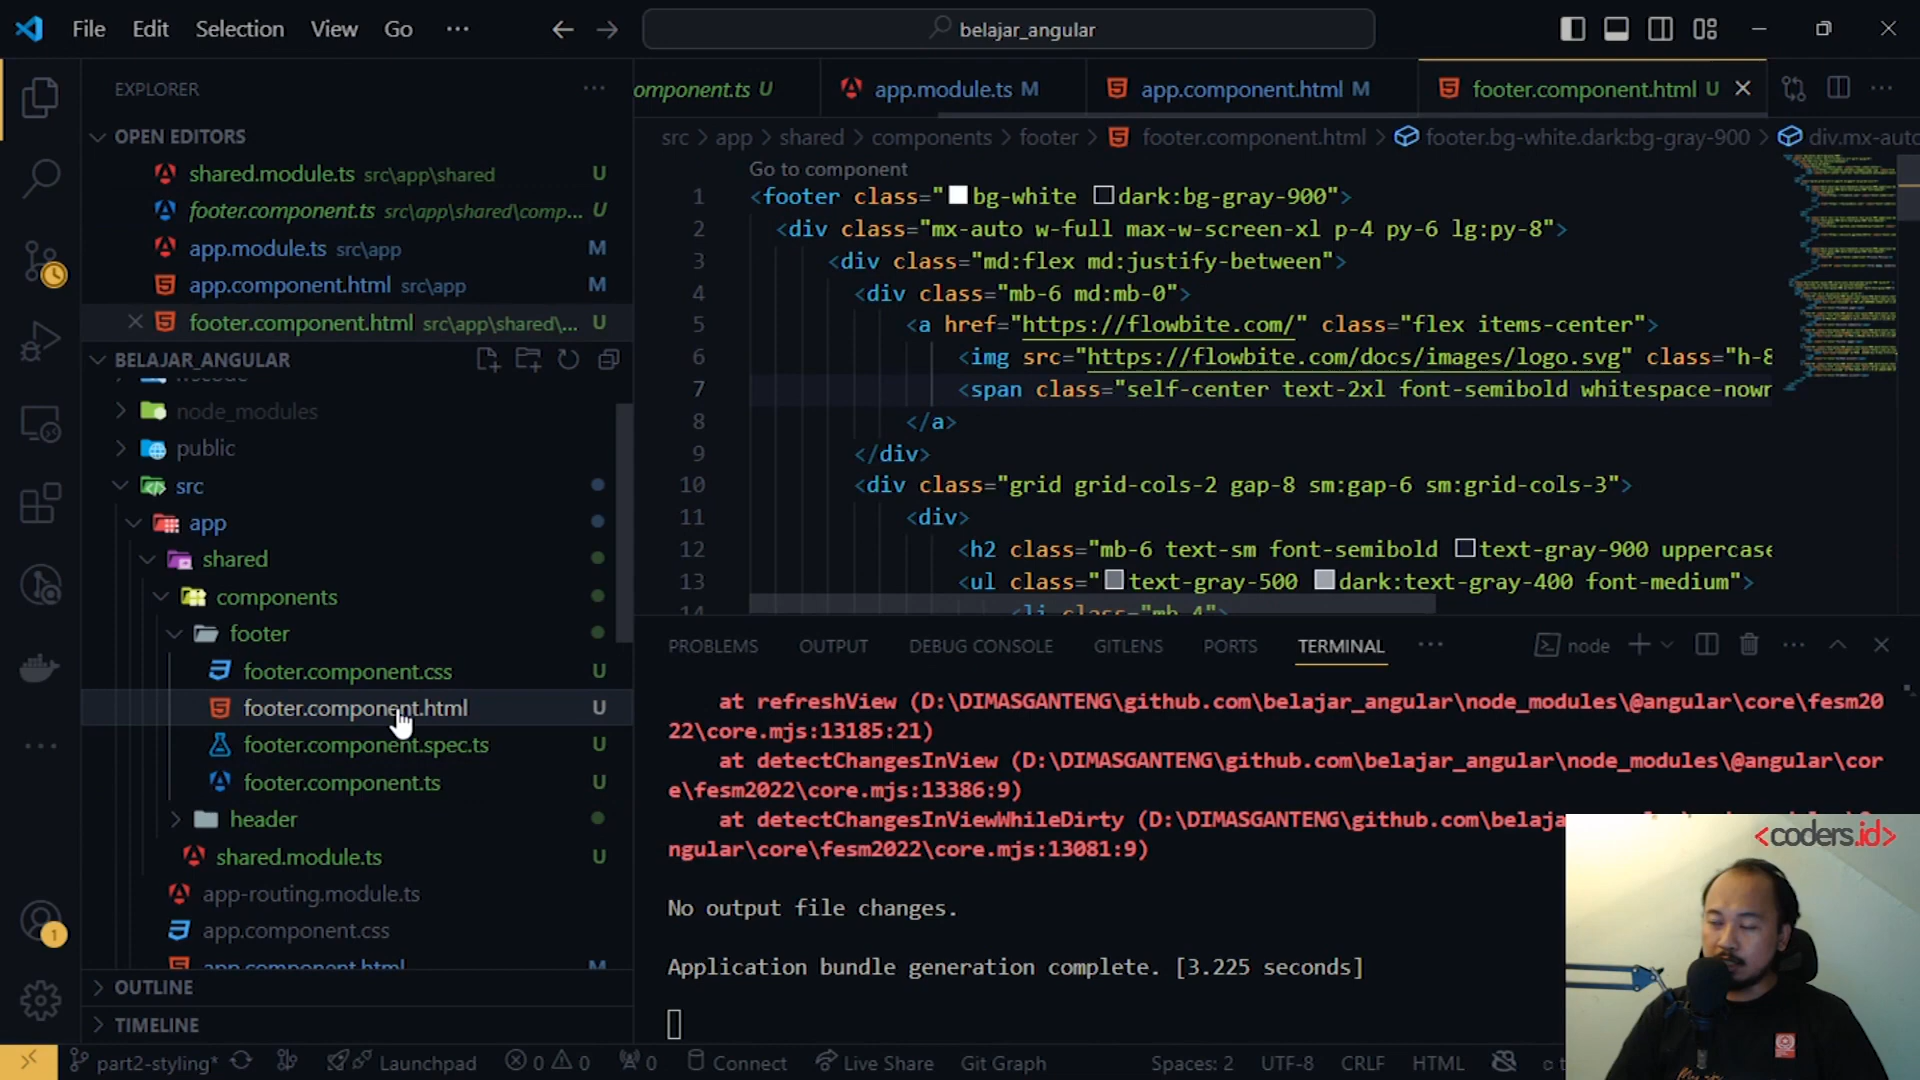 File Edit Selection View Go ··· belajar_angular
EXPLORER
OPEN EDITORS
shared.module.ts src\app\shared U
footer.component.ts src\app\shared\comp... U
app.module.ts src\app M
app.component.html src\app M
footer.component.html src\app\shared\... U
BELAJAR_ANGULAR
node_modules
public
src
app
shared
components
footer
footer.component.css U
footer.component.html U
footer.component.spec.ts U
footer.component.ts U
header
shared.module.ts U
app-routing.module.ts
app.component.css
app.component.html M
OUTLINE
TIMELINE
omponent.ts U app.module.ts M app.component.html M footer.component.html U
src > app > shared > components > footer > footer.component.html > footer.bg-white.dark:bg-gray-900 > div.mx-auto
Go to component
1 <footer class="bg-white dark:bg-gray-900">
2 <div class="mx-auto w-full max-w-screen-xl p-4 py-6 lg:py-8">
3 <div class="md:flex md:justify-between">
4 <div class="mb-6 md:mb-0">
5 <a href="https://flowbite.com/" class="flex items-center">
6 <img src="https://flowbite.com/docs/images/logo.svg" class="h-8
7 <span class="self-center text-2xl font-semibold whitespace-nowr
8 </a>
9 </div>
10 <div class="grid grid-cols-2 gap-8 sm:gap-6 sm:grid-cols-3">
11 <div>
12 <h2 class="mb-6 text-sm font-semibold text-gray-900 uppercase
13 <ul class="text-gray-500 dark:text-gray-400 font-medium">
14 <li class="mb-4">
PROBLEMS OUTPUT DEBUG CONSOLE GITLENS PORTS TERMINAL ··· node
at refreshView (D:\DIMASGANTENG\github.com\belajar_angular\node_modules\@angular\core\fesm20
22\core.mjs:13185:21)
at detectChangesInView (D:\DIMASGANTENG\github.com\belajar_angular\node_modules\@angular\cor
e\fesm2022\core.mjs:13386:9)
at detectChangesInViewWhileDirty (D:\DIMASGANTENG\github.com\belaja
ngular\core\fesm2022\core.mjs:13081:9)
No output file changes.
Application bundle generation complete. [3.225 seconds]
<coders.id>
1
part2-styling* Launchpad 0 0 0 Connect Live Share Git Graph Spaces: 2 UTF-8 CRLF HTML